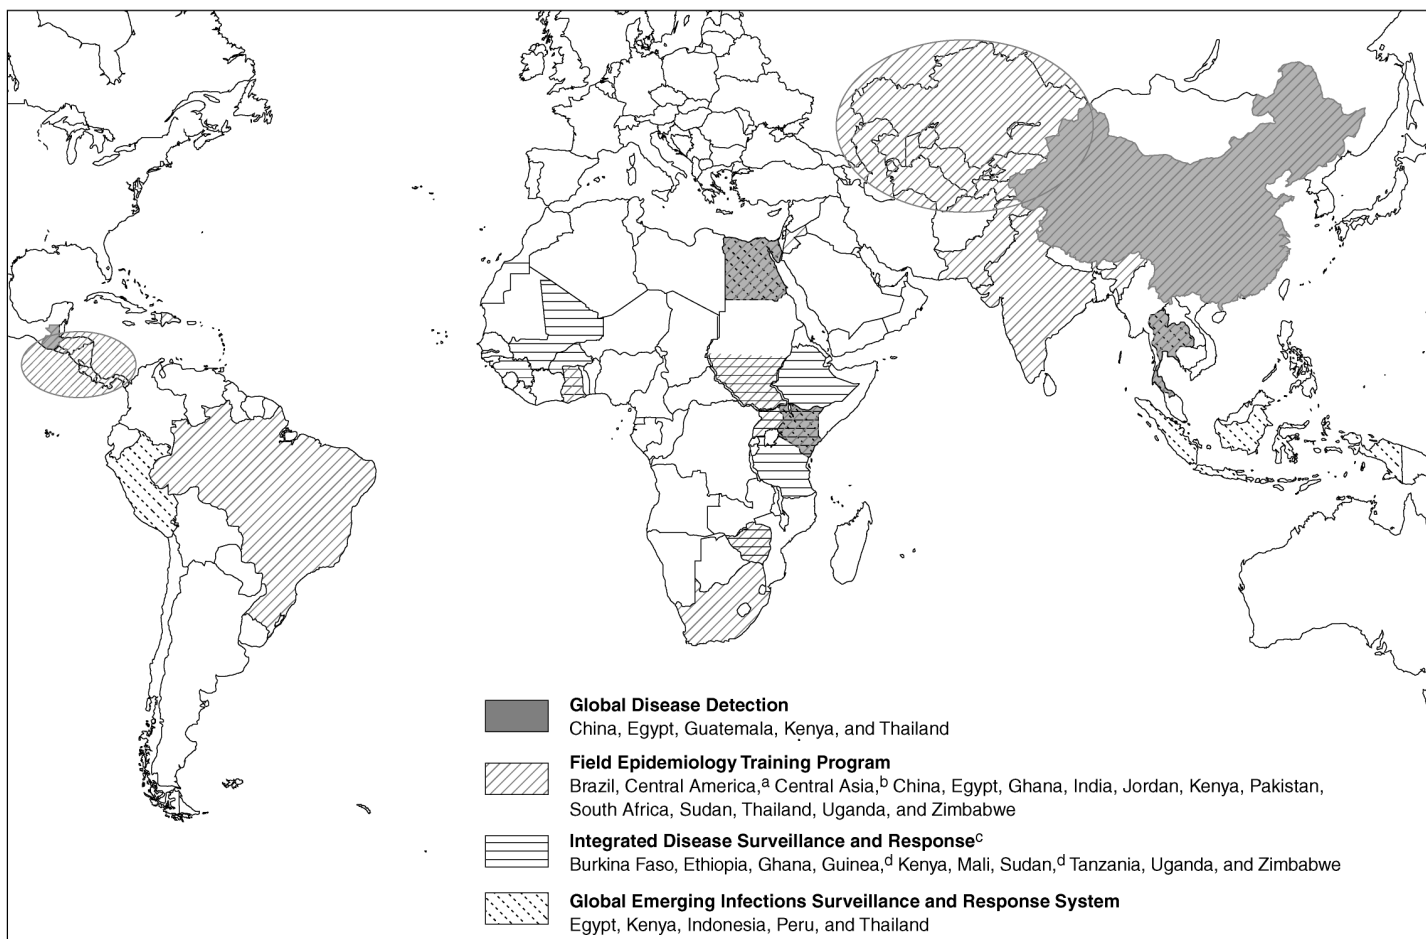 Global Disease Detection
China, Egypt, Guatemala, Kenya, and Thailand
Field Epidemiology Training Program
Brazil, Central America,a Central Asia,b China, Egypt, Ghana, India, Jordan, Kenya, Pakistan,
South Africa, Sudan, Thailand, Uganda, and Zimbabwe
Integrated Disease Surveillance and Responsec
Burkina Faso, Ethiopia, Ghana, Guinea,d Kenya, Mali, Sudan,d Tanzania, Uganda, and Zimbabwe
Global Emerging Infections Surveillance and Response System
Egypt, Kenya, Indonesia, Peru, and Thailand